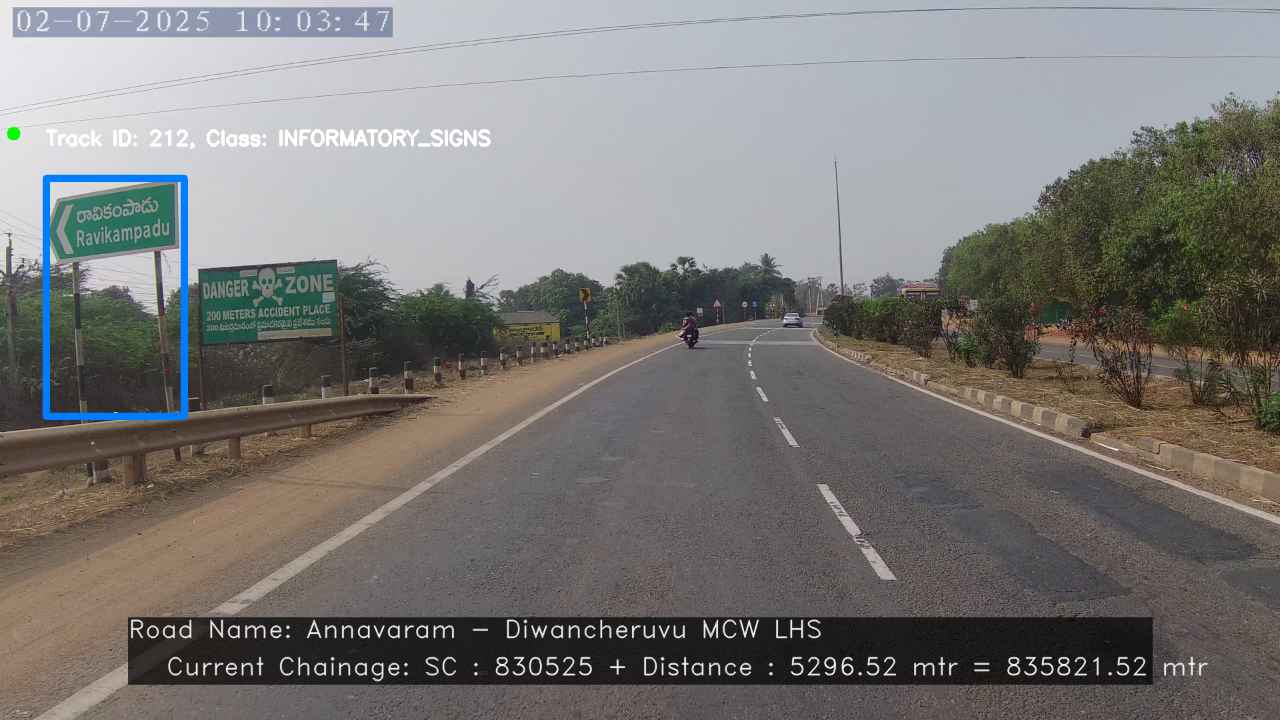 02-07-2025 10:03:47
Track ID: 212, Class: INFORMATORY_SIGNS
రావికంపాడు
Ravikampadu
DANGER ZONE
200 METERS ACCIDENT PLACE
Road Name: Annavaram - Diwancheruvu MCW LHS
Current Chainage: SC : 830525 + Distance : 5296.52 mtr = 835821.52 mtr